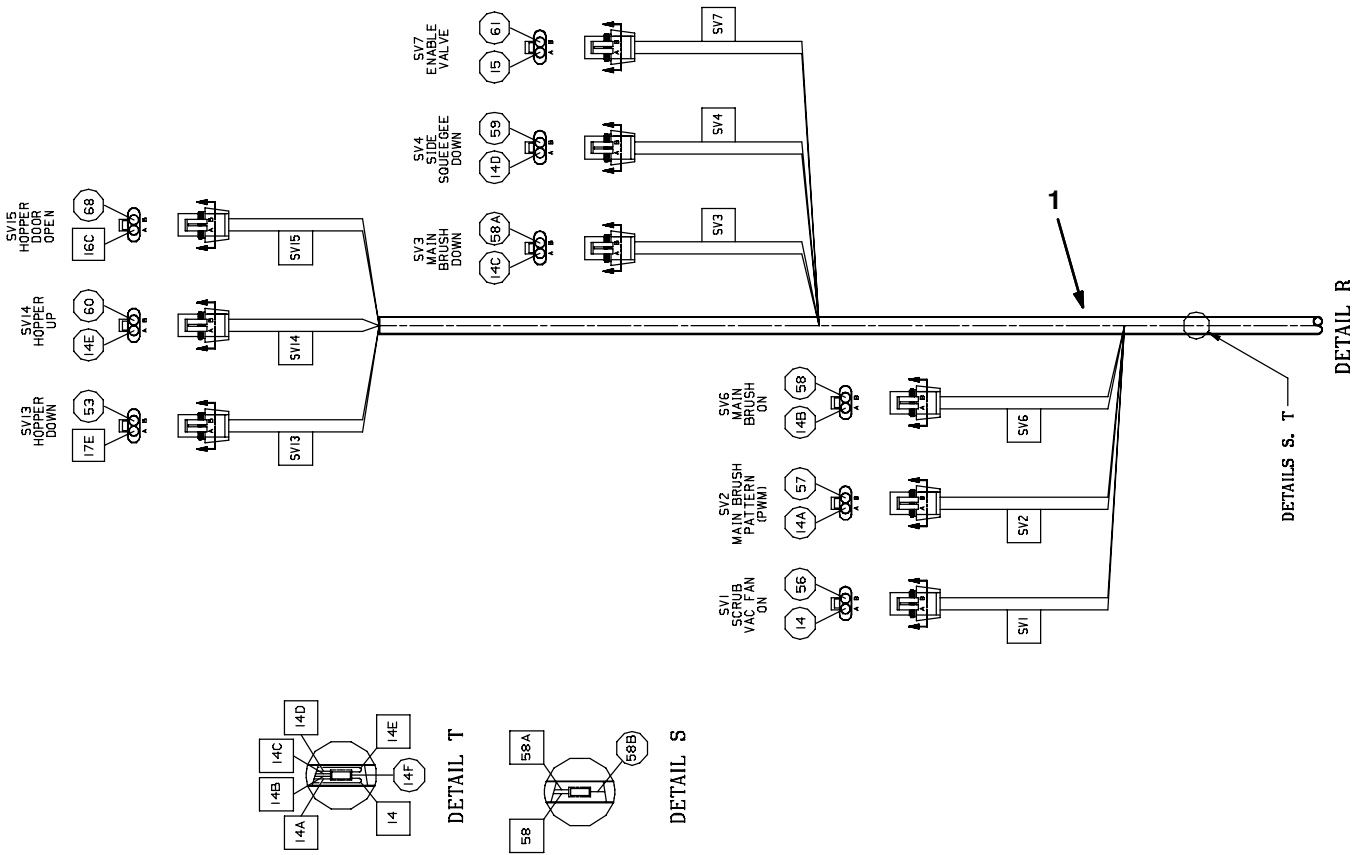 SV15
HOPPER
DOOR
OPEN
16C
68
A B
A B
SV15
SV14
HOPPER
UP
14E
60
A B
A B
SV14
SV13
HOPPER
DOWN
17E
53
A B
A B
SV13
SV7
ENABLE
VALVE
15
61
A B
A B
SV7
SV4
SIDE
SQUEEGEE
DOWN
14D
59
A B
A B
SV4
SV3
MAIN
BRUSH
DOWN
14C
58A
A B
A B
SV3
1
SV6
MAIN
BRUSH
ON
14B
58
A B
A B
SV6
SV2
MAIN BRUSH
PATTERN
(PWM)
14A
57
A B
A B
SV2
SV1
SCRUB
VAC FAN
ON
14
56
A B
A B
SV1
DETAILS S. T
DETAIL R
14D
14C
14B
14A
14E
14F
14
DETAIL T
58A
58
58B
DETAIL S